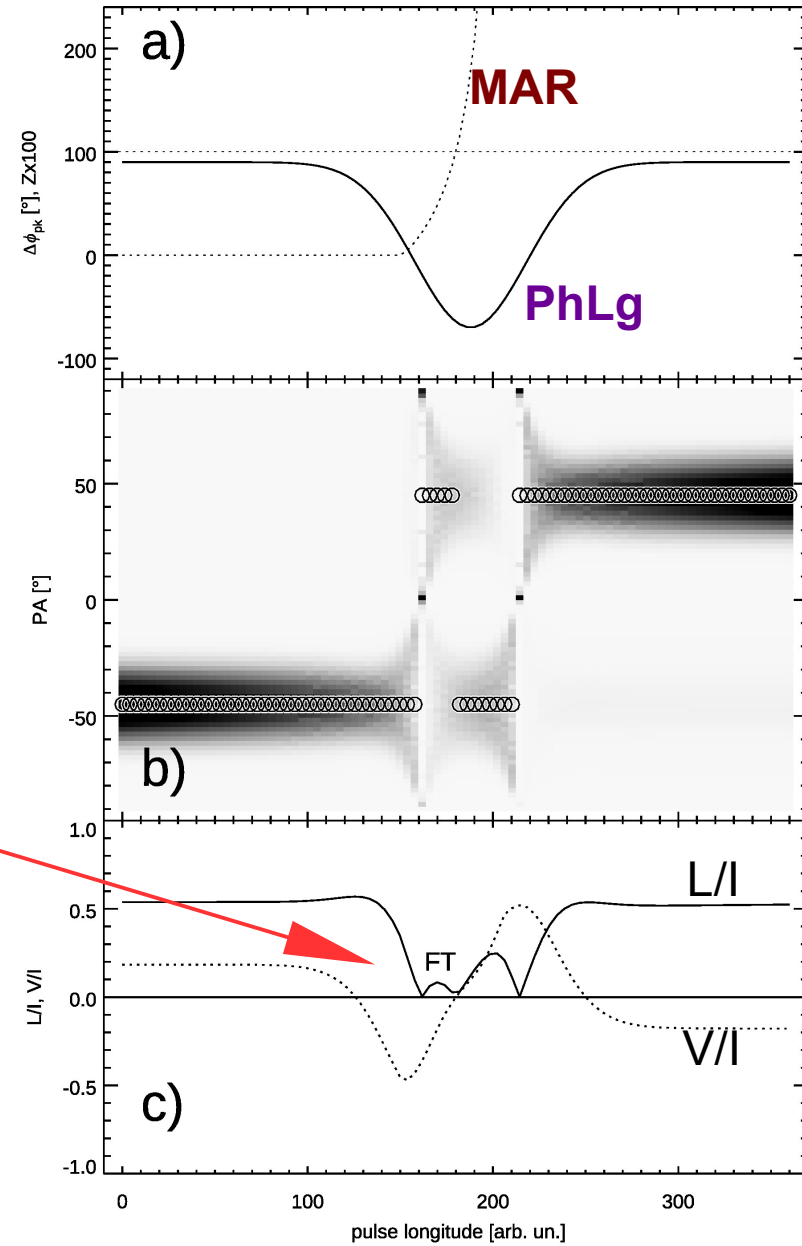 a)
200
100
0
-100
Δϕpk [°], Zx100
MAR
PhLg
50
0
-50
PA [°]
b)
1.0
0.5
0.0
-0.5
-1.0
L/I, V/I
L/I
FT
V/I
c)
0
100
200
300
pulse longitude [arb. un.]